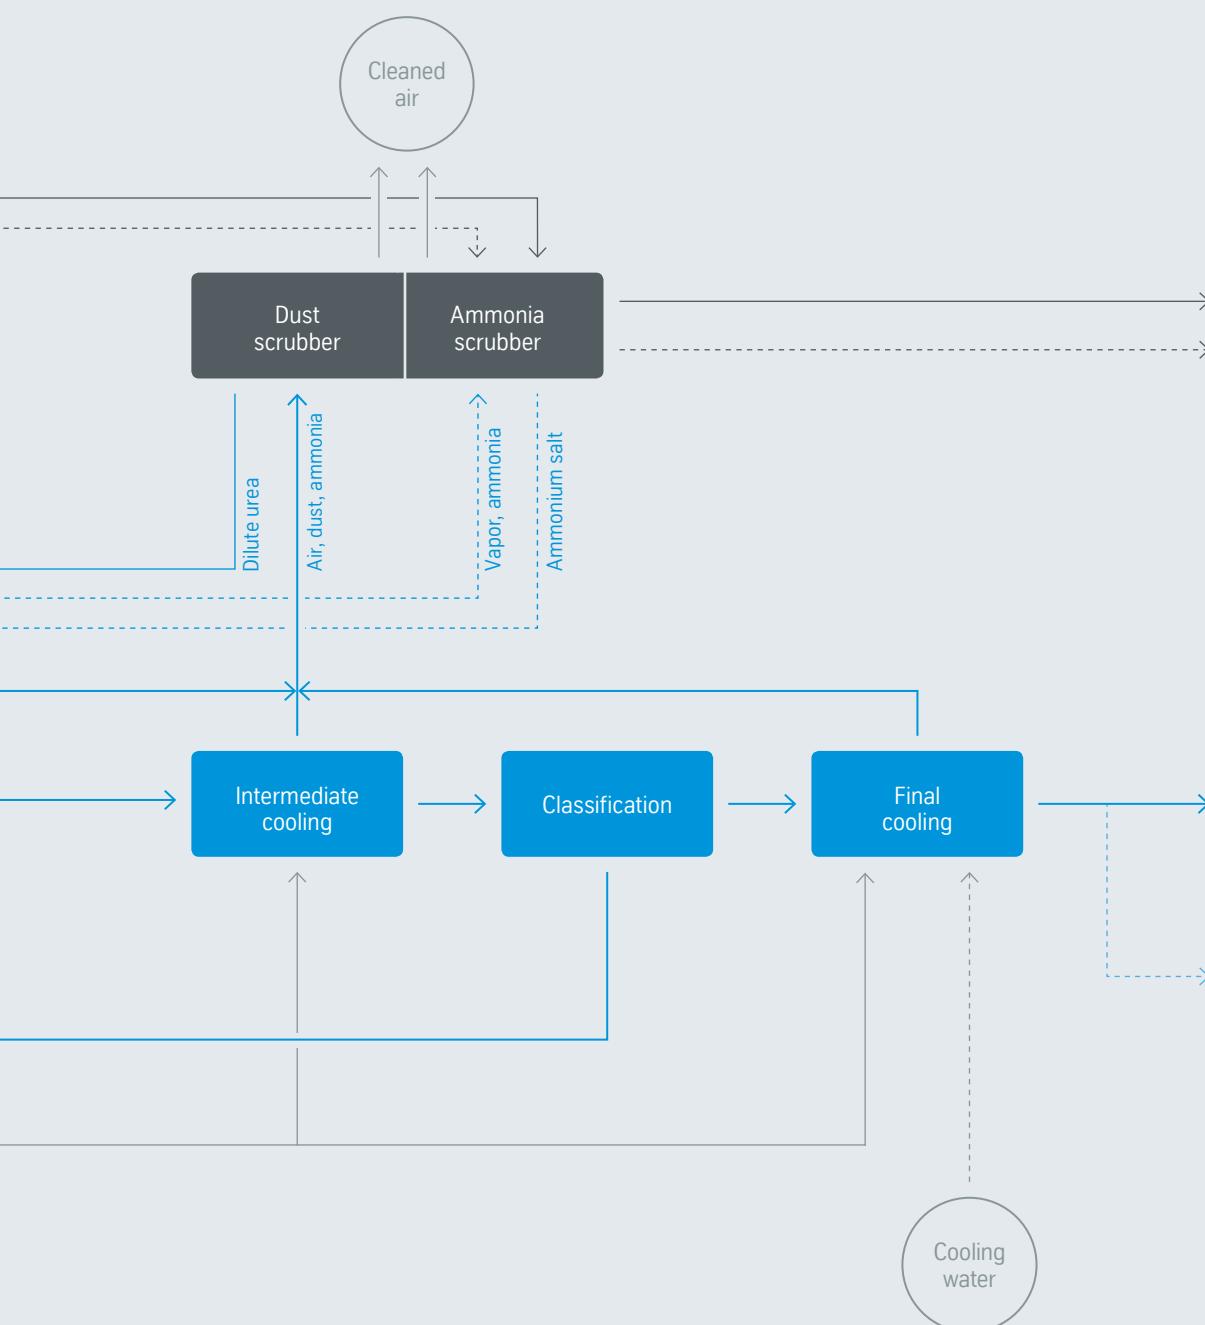 Cleaned
air
Dust
scrubber
Ammonia
scrubber
Dilute urea
Air, dust, ammonia
Vapor, ammonia
Ammonium salt
Intermediate
cooling
Classification
Final
cooling
Cooling
water